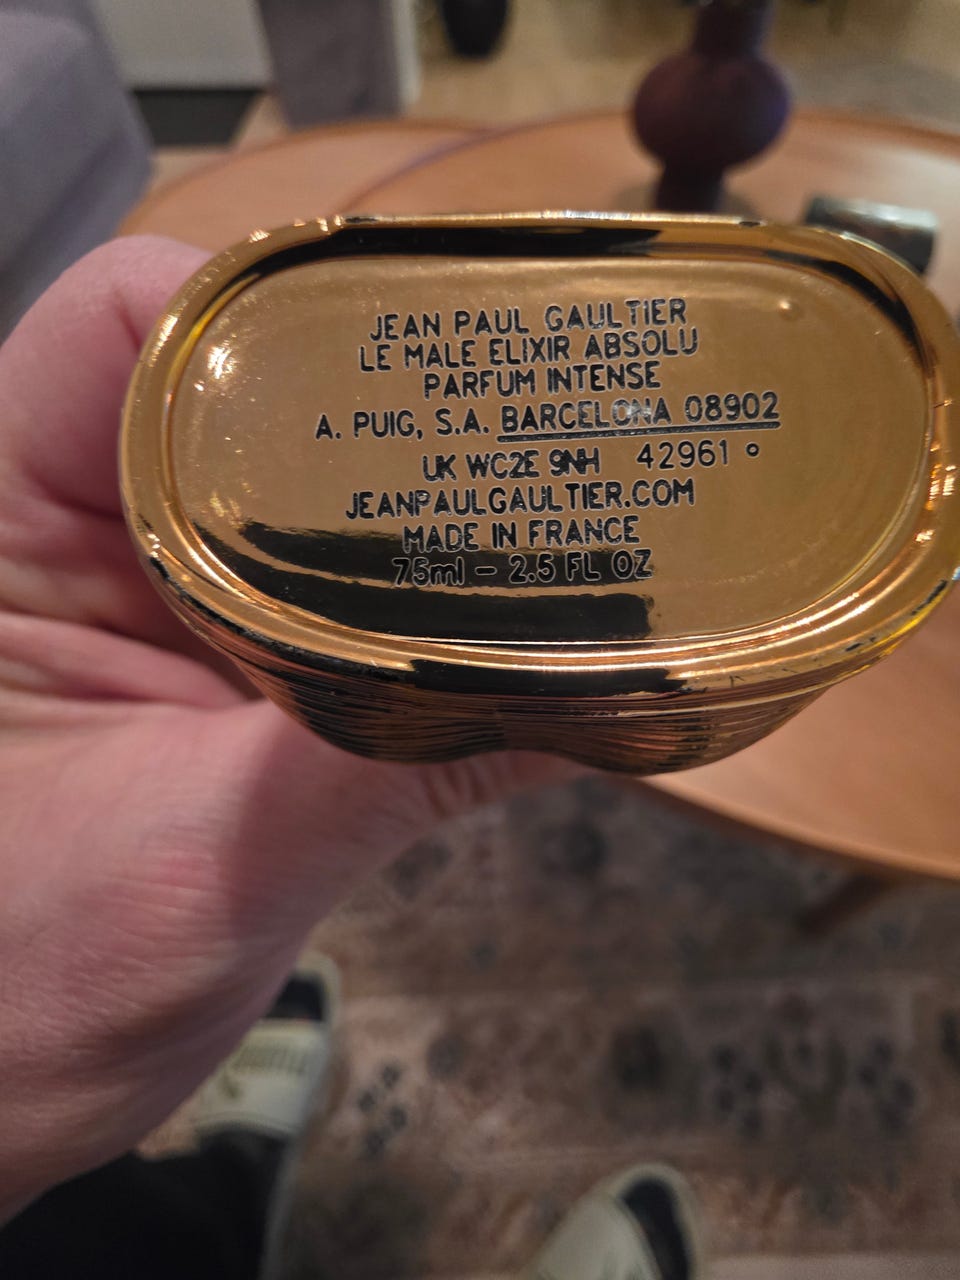 JEAN PAUL GAULTIER
LE MALE ELIXIR ABSOLU
PARFUM INTENSE
A. PUIG, S.A. BARCELONA 08902
UK WC2E 9NH 42961
JEANPAULGAULTIER.COM
MADE IN FRANCE
75ml - 2.5 FL OZ